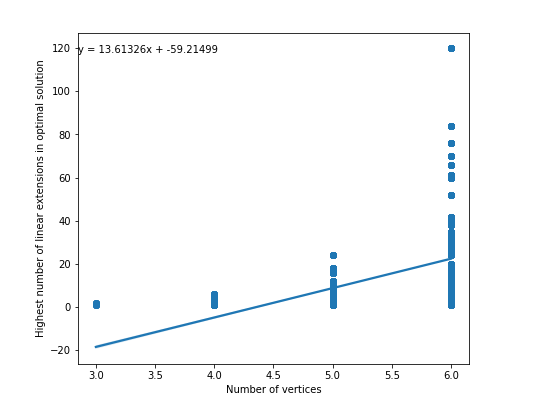 y = 13.61326x + -59.21499
120
100
80
60
40
20
0
−20
Highest number of linear extensions in optimal solution
3.0 3.5 4.0 4.5 5.0 5.5 6.0
Number of vertices